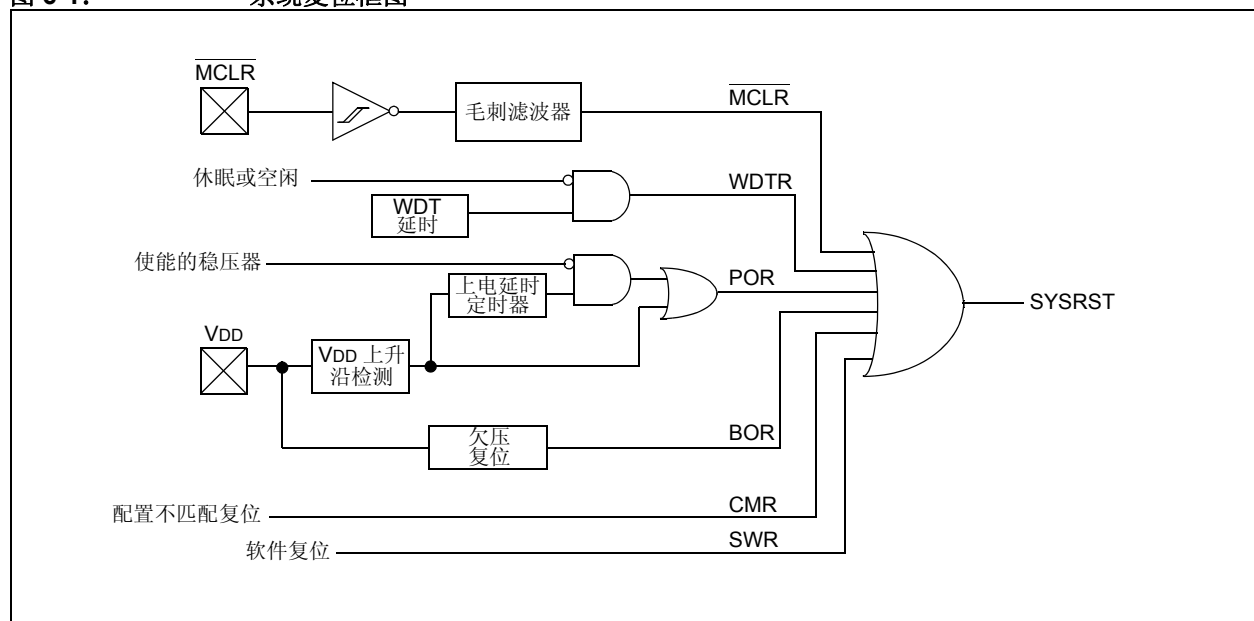 MCLR
毛刺滤波器
MCLR
休眠或空闲
WDT
延时
WDTR
使能的稳压器
上电延时
定时器
POR
SYSRST
VDD
VDD 上升
沿检测
欠压
复位
BOR
配置不匹配复位
CMR
软件复位
SWR